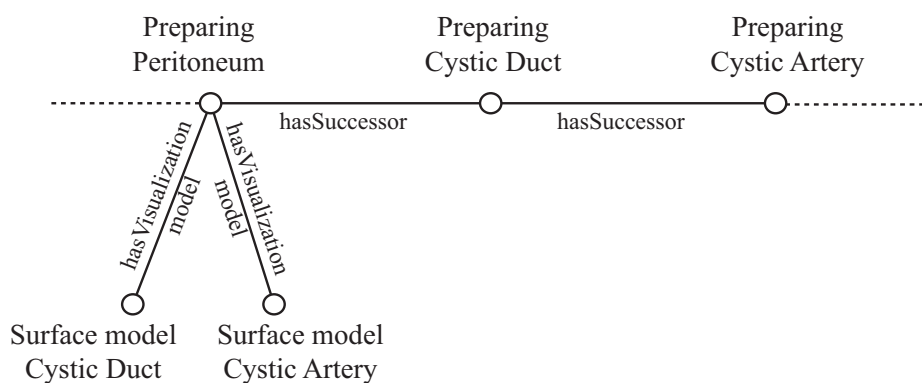 Preparing
Peritoneum
Preparing
Cystic Duct
Preparing
Cystic Artery
hasSuccessor
hasSuccessor
hasVisualization
model
hasVisualization
model
Surface model
Cystic Duct
Surface model
Cystic Artery